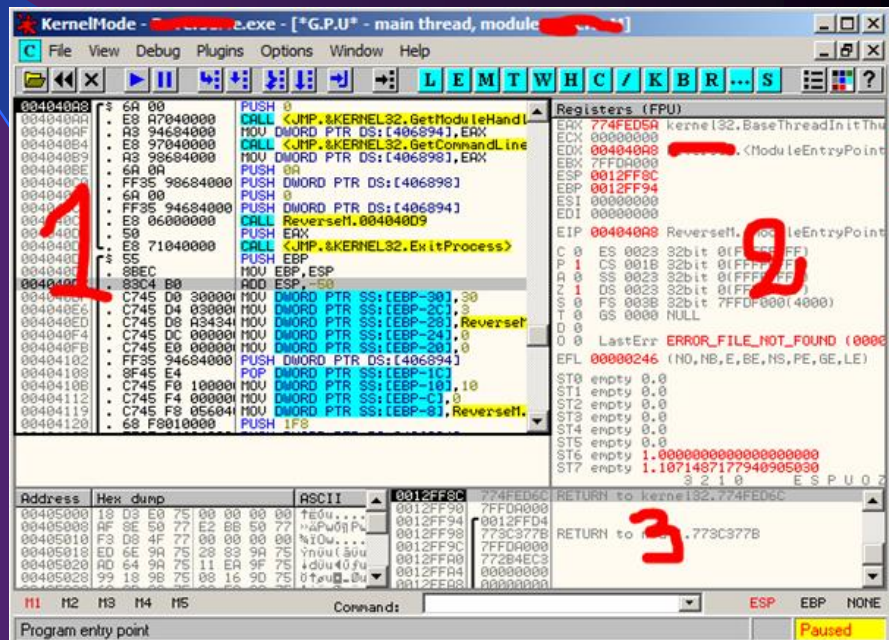 KernelMode - .exe - [*G.P.U* - main thread, module
C File View Debug Plugins Options Window Help
L E M T W H C / K B R ... S ?
004040A8 $ 6A 00 PUSH 0
004040AA . E8 A7040000 CALL <JMP.&KERNEL32.GetModuleHandl
004040AF . A3 94684000 MOV DWORD PTR DS:[406894],EAX
004040B4 . E8 97040000 CALL <JMP.&KERNEL32.GetCommandLine
004040B9 . A3 98684000 MOV DWORD PTR DS:[406898],EAX
004040BE . 6A 0A PUSH 0A
. FF35 98684000 PUSH DWORD PTR DS:[406898]
. 6A 00 PUSH 0
. FF35 94684000 PUSH DWORD PTR DS:[406894]
. E8 06000000 CALL ReverseM.004040D9
. 50 PUSH EAX
. E8 71040000 CALL <JMP.&KERNEL32.ExitProcess>
$ 55 PUSH EBP
. 8BEC MOV EBP,ESP
. 83C4 B0 ADD ESP,-50
. C745 D0 300000 MOV DWORD PTR SS:[EBP-30],30
004040E6 . C745 D4 030000 MOV DWORD PTR SS:[EBP-2C],3
004040ED . C745 D8 A34340 MOV DWORD PTR SS:[EBP-28],ReverseM
004040F4 . C745 DC 000000 MOV DWORD PTR SS:[EBP-24],0
004040FB . C745 E0 000000 MOV DWORD PTR SS:[EBP-20],0
00404102 . FF35 94684000 PUSH DWORD PTR DS:[406894]
00404108 . 8F45 E4 POP DWORD PTR SS:[EBP-1C]
0040410B . C745 F0 100000 MOV DWORD PTR SS:[EBP-10],10
00404112 . C745 F4 000000 MOV DWORD PTR SS:[EBP-C],0
00404119 . C745 F8 056040 MOV DWORD PTR SS:[EBP-8],ReverseM.
00404120 . 68 F8010000 PUSH 1F8
1
Registers (FPU)
EAX 774FED5A kernel32.BaseThreadInitThu
ECX 00000000
EDX 004040A8 .<ModuleEntryPoint
EBX 7FFDA000
ESP 0012FF8C
EBP 0012FF94
ESI 00000000
EDI 00000000
EIP 004040A8 ReverseM. leEntryPoint
C 0 ES 0023 32bit 0(FFFFFFFF)
P 1 CS 001B 32bit 0(FFFFFFFF)
A 0 SS 0023 32bit 0(FFFFFFFF)
Z 1 DS 0023 32bit 0(FFFFFFFF)
S 0 FS 003B 32bit 7FFDF000(4000)
T 0 GS 0000 NULL
D 0
O 0 LastErr ERROR_FILE_NOT_FOUND (0000
EFL 00000246 (NO,NB,E,BE,NS,PE,GE,LE)
ST0 empty 0.0
ST1 empty 0.0
ST2 empty 0.0
ST3 empty 0.0
ST4 empty 0.0
ST5 empty 0.0
ST6 empty 1.0000000000000000000
ST7 empty 1.1071487177940905030
3 2 1 0 E S P U O Z
2
Address Hex dump ASCII
00405000 18 D3 E0 75 00 00 00 00
00405008 AF 8E 50 77 E2 BB 50 77
00405010 F3 D8 4F 77 00 00 00 00
00405018 ED 6E 9A 75 28 83 9A 75
00405020 AD 64 9A 75 11 EA 9F 75
00405028 99 18 9B 75 08 16 9D 75
0012FF8C 774FED6C RETURN to kernel32.774FED6C
0012FF90 7FFDA000
0012FF94 0012FFD4
0012FF98 773C377B RETURN to .773C377B
0012FF9C 7FFDA000
0012FFA0 772B4EC3
0012FFA4 00000000
0012FFA8 00000000
3
M1 M2 M3 M4 M5 Command: ESP EBP NONE
Program entry point Paused